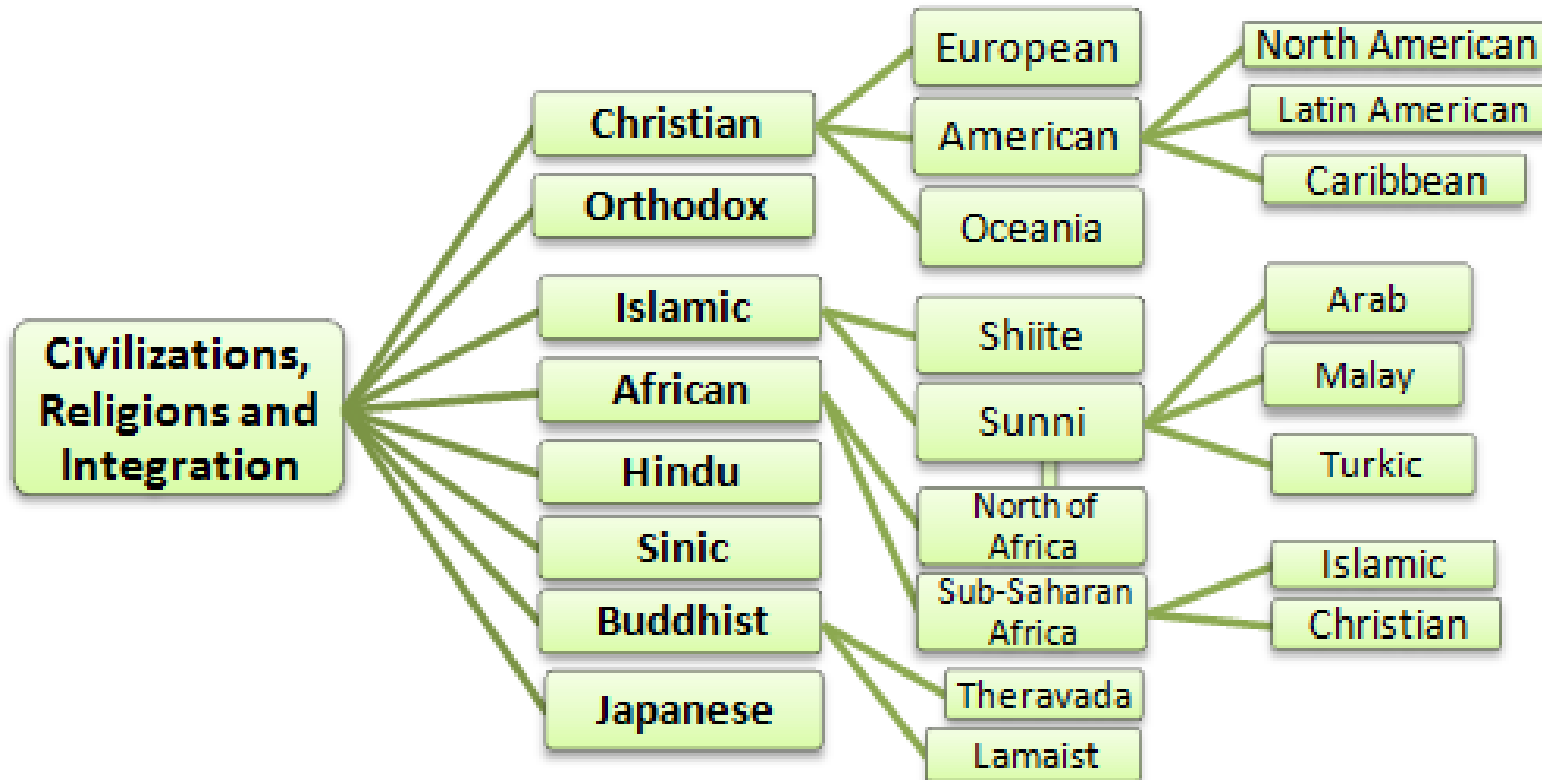 Civilizations,
Religions and
Integration
Christian
Orthodox
Islamic
African
Hindu
Sinic
Buddhist
Japanese
European
American
Oceania
Shiite
Sunni
North of
Africa
Sub-Saharan
Africa
Theravada
Lamaist
North American
Latin American
Caribbean
Arab
Malay
Turkic
Islamic
Christian